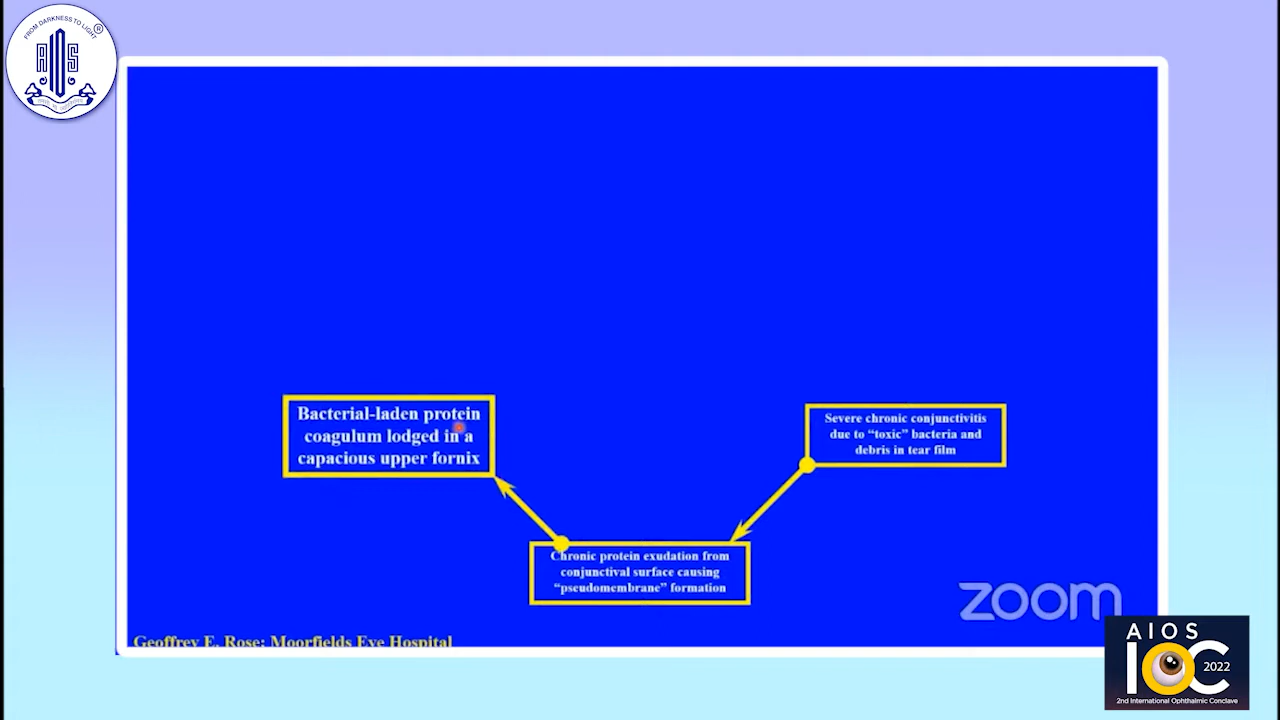 FROM DARKNESS TO LIGHT
®
AIOS
Bacterial-laden protein
coagulum lodged in a
capacious upper fornix
Severe chronic conjunctivitis
due to “toxic” bacteria and
debris in tear film
Chronic protein exudation from
conjunctival surface causing
“pseudomembrane” formation
zoom
Geoffrey E. Rose: Moorfields Eye Hospital
AIOS
IOC
2022
2nd International Ophthalmic Conclave